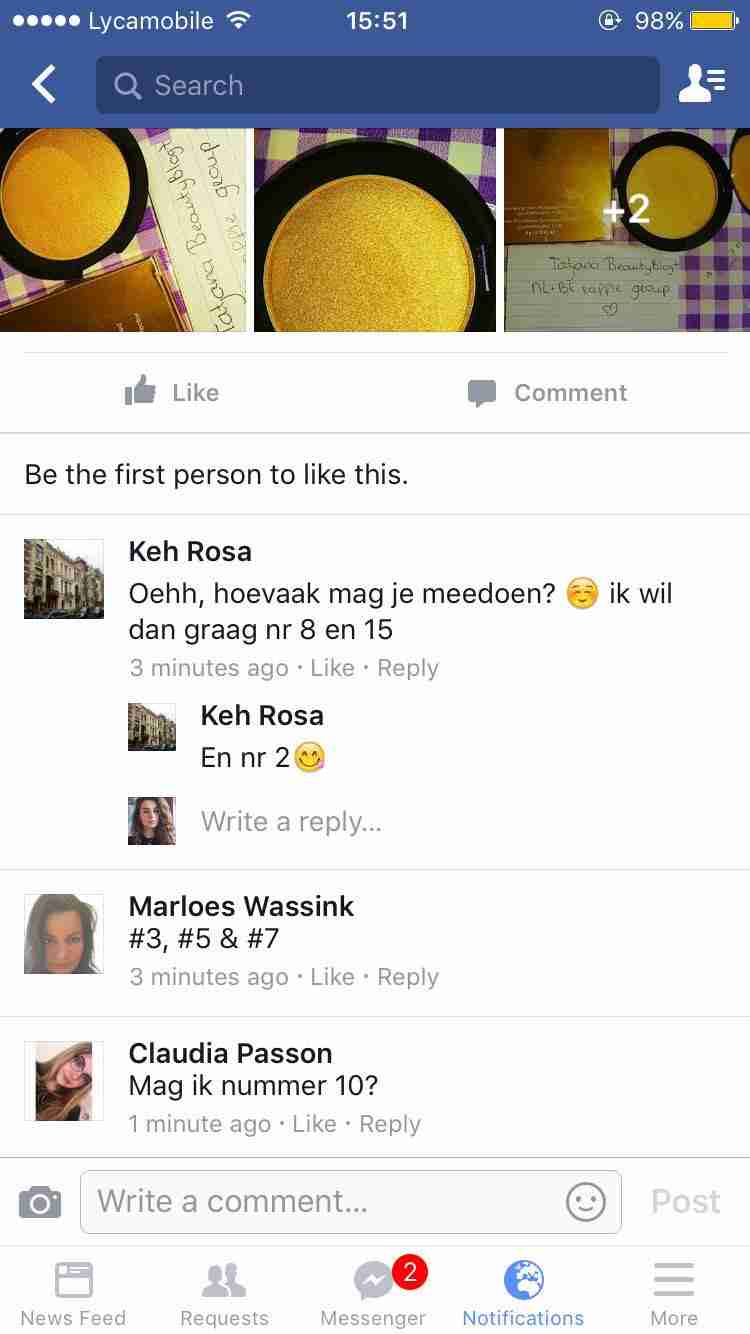 Lycamobile 15:51 98%
Search
Tatjana Beautyblogt
group
+2
Tatjana Beautyblogt
NL+BE rappie group
Like Comment
Be the first person to like this.
Keh Rosa
Oehh, hoevaak mag je meedoen? ☺️ ik wil
dan graag nr 8 en 15
3 minutes ago · Like · Reply
Keh Rosa
En nr 2😋
Write a reply...
Marloes Wassink
#3, #5 & #7
3 minutes ago · Like · Reply
Claudia Passon
Mag ik nummer 10?
1 minute ago · Like · Reply
Write a comment... Post
2
News Feed Requests Messenger Notifications More